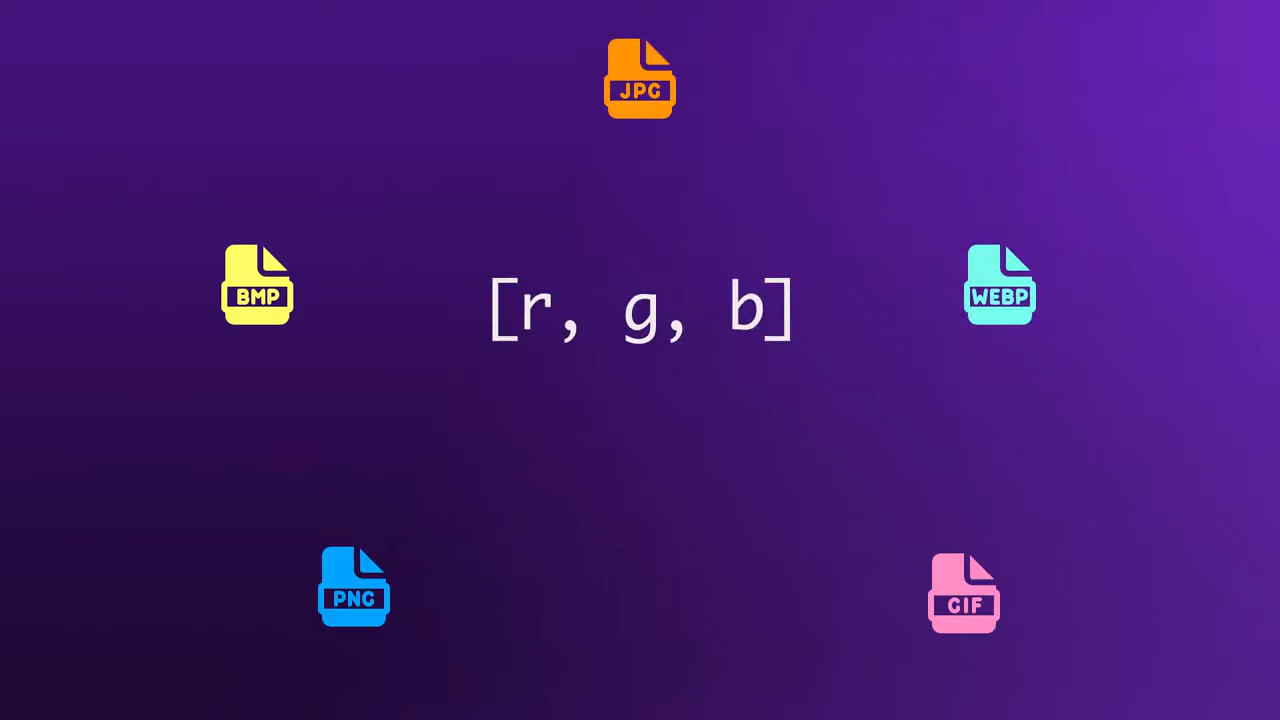 JPG
BMP
[r, g, b]
WEBP
PNG
GIF